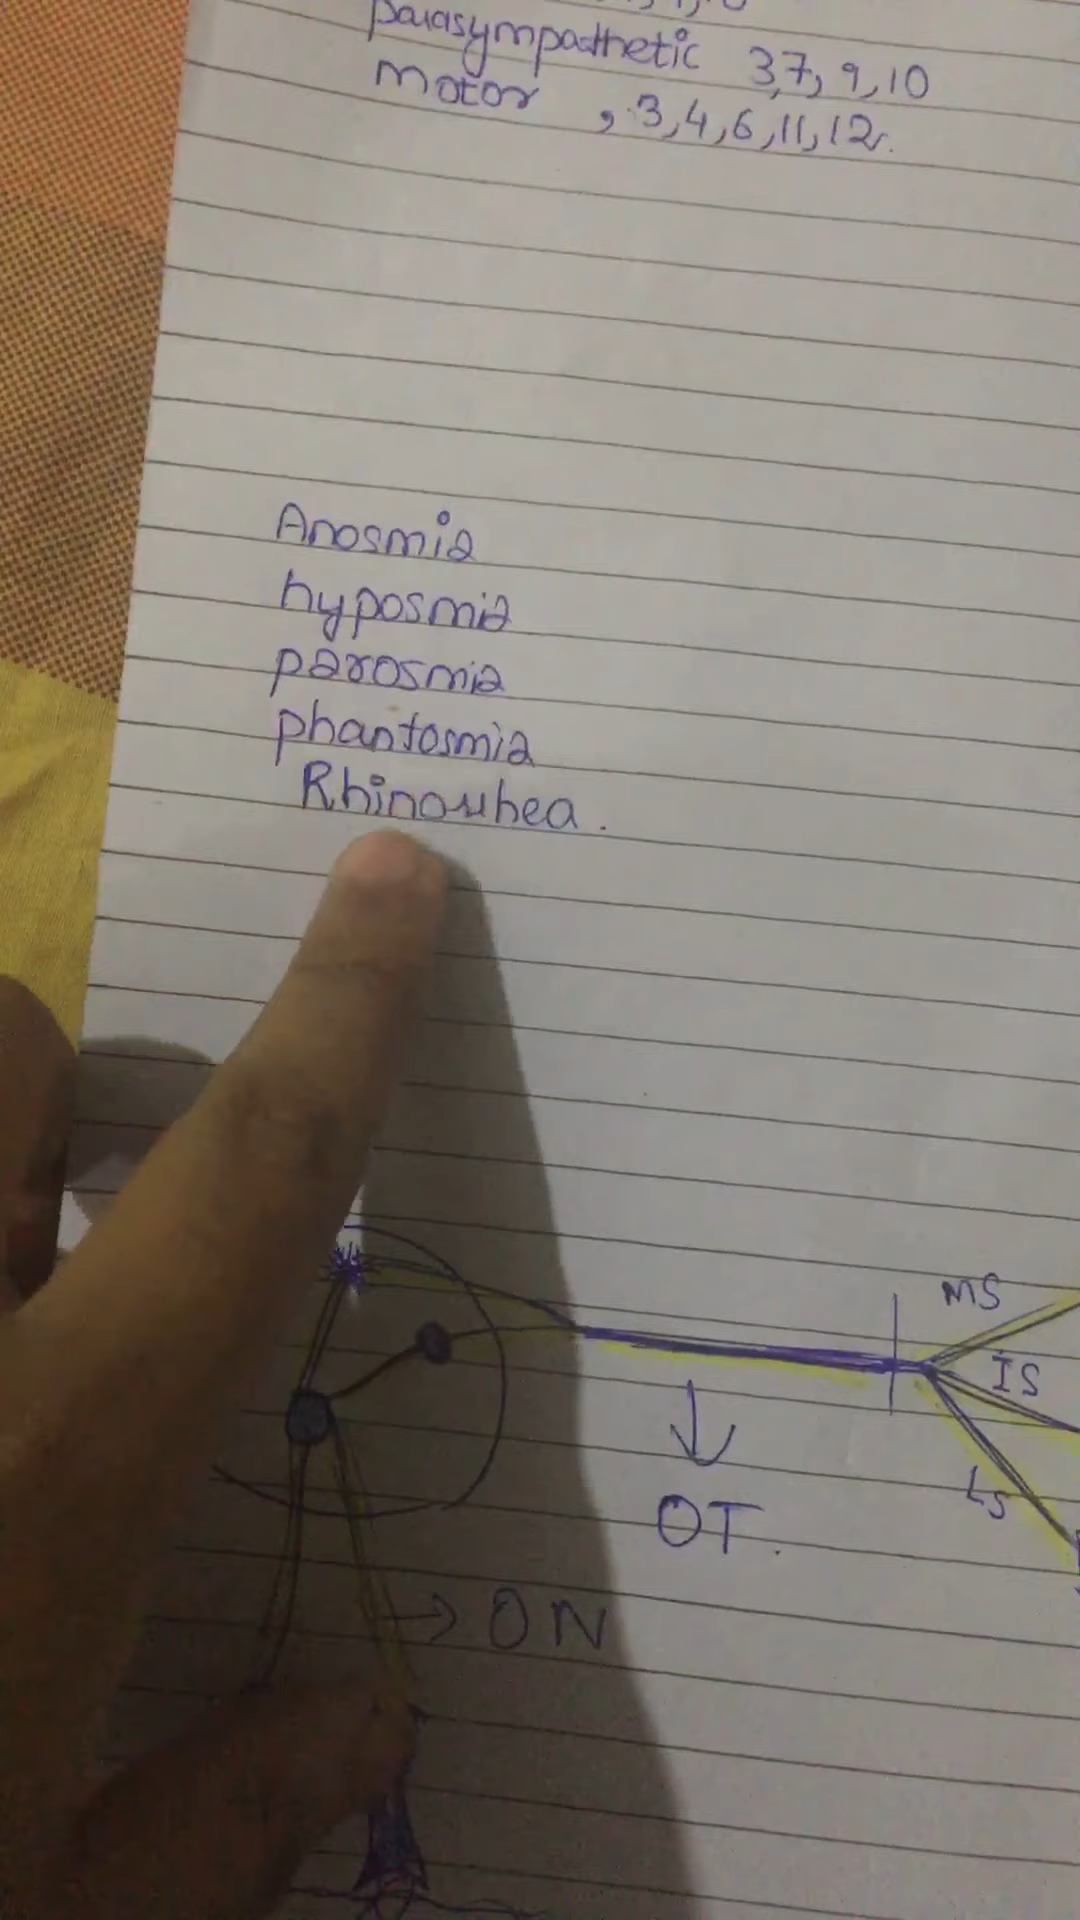 parasympathetic 3,7, 9,10
motor , 3,4,6,11,12.
Anosmia
hyposmia
parosmia
phantosmia
Rhinorrhea.
MS
IS
LS
OT.
→ ON